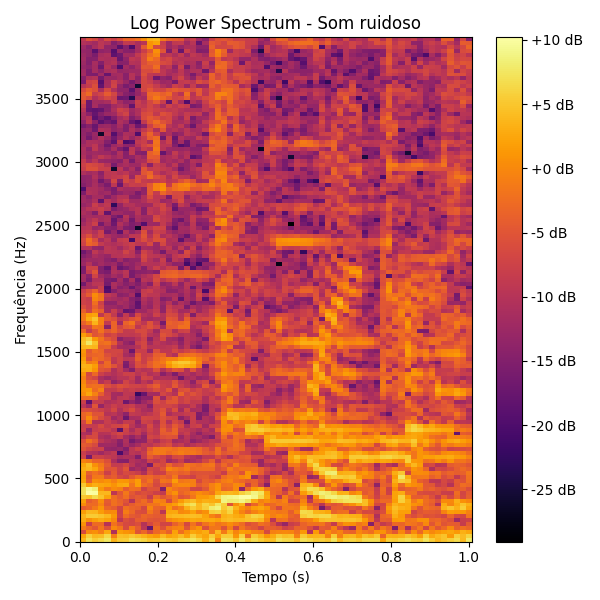 Log Power Spectrum - Som ruidoso
Frequência (Hz)
3500
3000
2500
2000
1500
1000
500
0
0.0 0.2 0.4 0.6 0.8 1.0
Tempo (s)
+10 dB
+5 dB
+0 dB
-5 dB
-10 dB
-15 dB
-20 dB
-25 dB